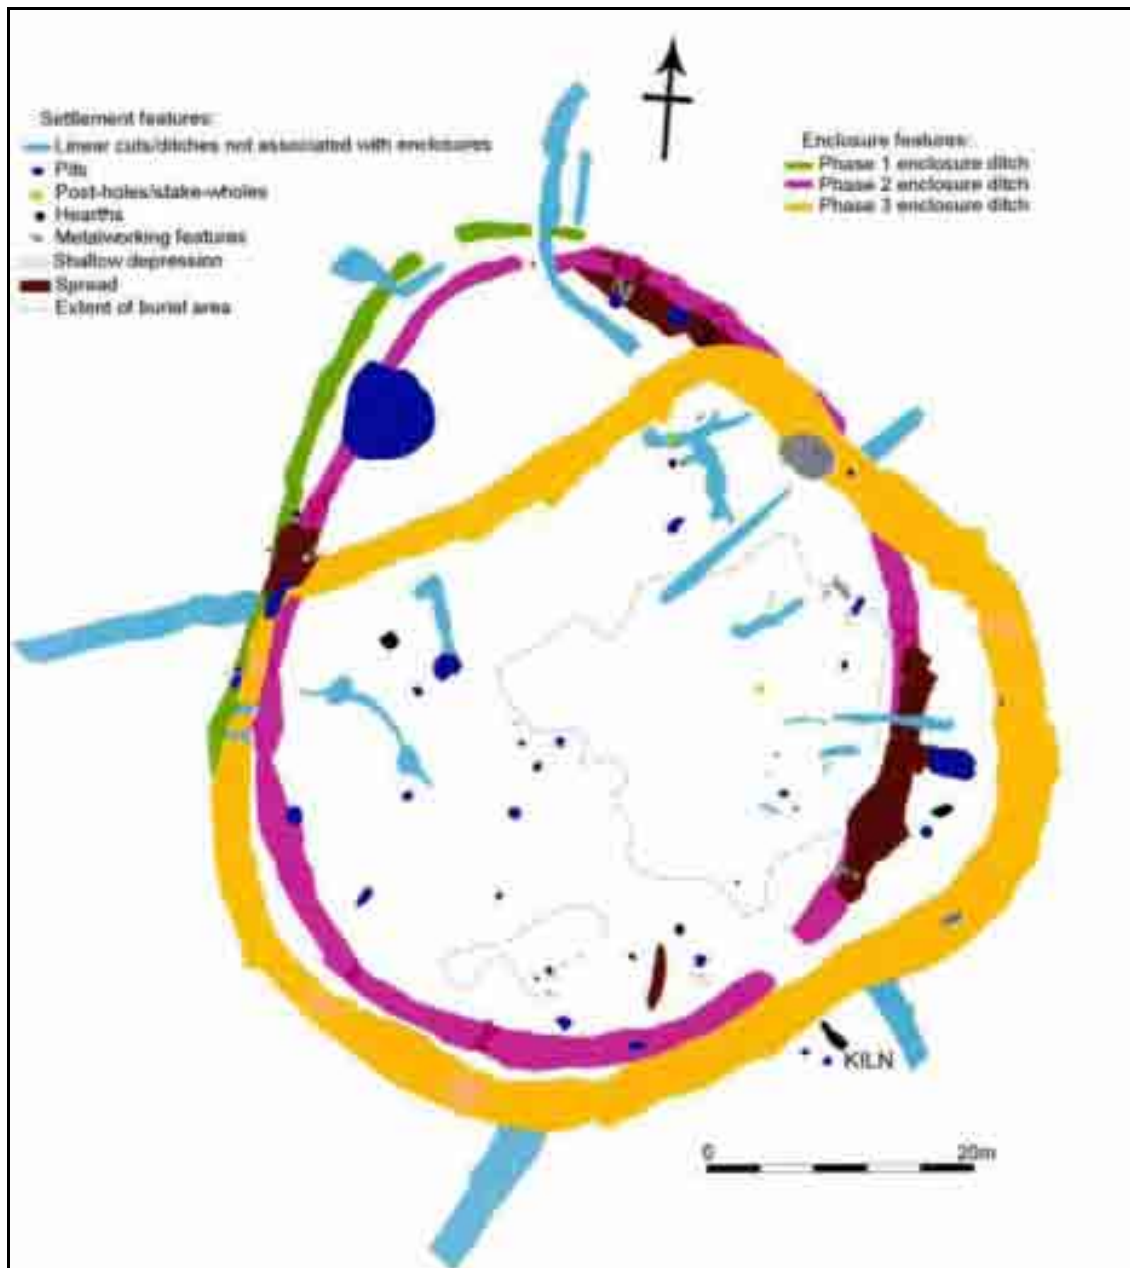 Settlement features:
Linear cuts/ditches not associated with enclosures
Pits
Post-holes/stake-wholes
Hearths
Metalworking features
Shallow depression
Spread
Extent of burial area
Enclosure features:
Phase 1 enclosure ditch
Phase 2 enclosure ditch
Phase 3 enclosure ditch
KILN
0 20m